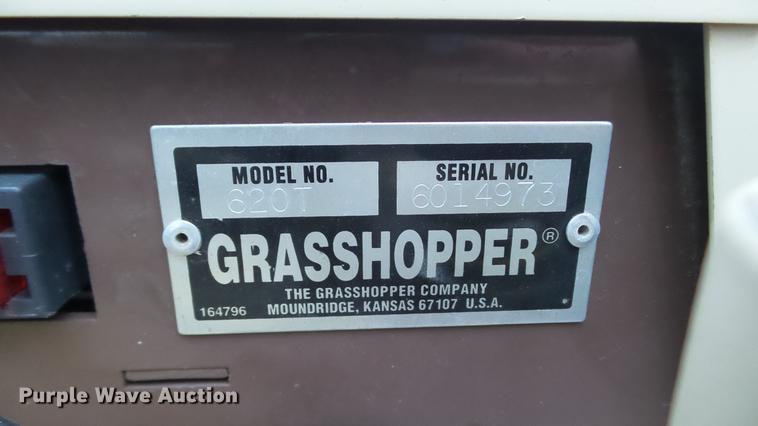 MODEL NO. SERIAL NO.
620T 6014973
GRASSHOPPER®
THE GRASSHOPPER COMPANY
164796 MOUNDRIDGE, KANSAS 67107 U.S.A.
Purple Wave Auction